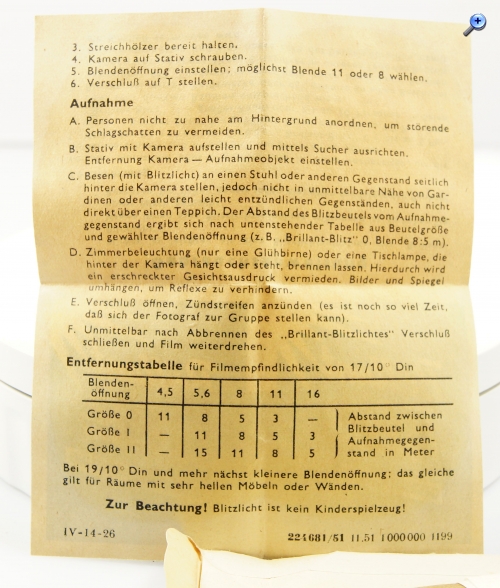 3. Streichhölzer bereit halten.
4. Kamera auf Stativ schrauben.
5. Blendenöffnung einstellen; möglichst Blende 11 oder 8 wählen.
6. Verschluß auf T stellen.
Aufnahme
A. Personen nicht zu nahe am Hintergrund anordnen, um störende
Schlagschatten zu vermeiden.
B. Stativ mit Kamera aufstellen und mittels Sucher ausrichten.
Entfernung Kamera — Aufnahmeobjekt einstellen.
C. Besen (mit Blitzlicht) an einen Stuhl oder anderen Gegenstand seitlich
hinter die Kamera stellen, jedoch nicht in unmittelbare Nähe von Gar-
dinen oder anderen leicht entzündlichen Gegenständen, auch nicht
direkt über einen Teppich. Der Abstand des Blitzbeutels vom Aufnahme-
gegenstand ergibt sich nach untenstehender Tabelle aus Beutelgröße
und gewählter Blendenöffnung (z. B. „Brillant-Blitz" 0, Blende 8:5 m).
D. Zimmerbeleuchtung (nur eine Glühbirne) oder eine Tischlampe, die
hinter der Kamera hängt oder steht, brennen lassen. Hierdurch wird
ein erschreckter Gesichtsausdruck vermieden. Bilder und Spiegel
umhängen, um Reflexe zu verhindern.
E. Verschluß öffnen, Zündstreifen anzünden (es ist noch so viel Zeit,
daß sich der Fotograf zur Gruppe stellen kann).
F. Unmittelbar nach Abbrennen des „Brillant-Blitzlichtes" Verschluß
schließen und Film weiterdrehen.
Entfernungstabelle für Filmempfindlichkeit von 17/10° Din
Blenden-
öffnung 4,5 5,6 8 11 16
Größe 0 11 8 5 3 — Abstand zwischen
Größe I — 11 8 5 3 Blitzbeutel und
Aufnahmegegen-
Größe II — 15 11 8 5 stand in Meter
Bei 19/10° Din und mehr nächst kleinere Blendenöffnung; das gleiche
gilt für Räume mit sehr hellen Möbeln oder Wänden.
Zur Beachtung! Blitzlicht ist kein Kinderspielzeug!
IV-14-26 224681/51 11.51 1000000 1199